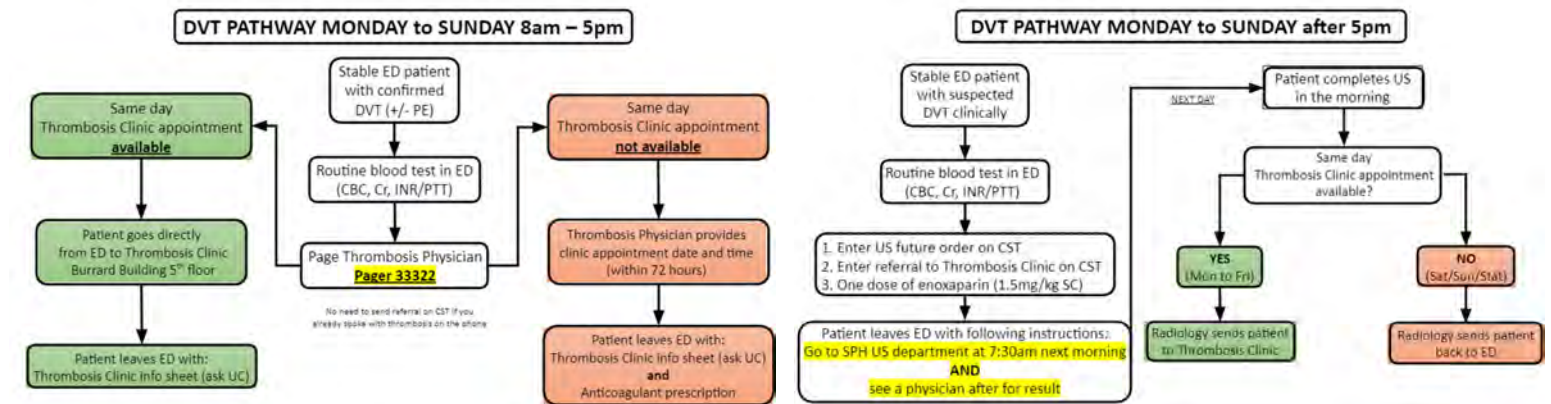 DVT PATHWAY MONDAY to SUNDAY 8am – 5pm
Stable ED patient
with confirmed
DVT (+/- PE)
Same day
Thrombosis Clinic appointment
available
Same day
Thrombosis Clinic appointment
not available
Routine blood test in ED
(CBC, Cr, INR/PTT)
Patient goes directly
from ED to Thrombosis Clinic
Burrard Building 5th floor
Page Thrombosis Physician
Pager 33322
Thrombosis Physician provides
clinic appointment date and time
(within 72 hours)
No need to send referral on CST if you
already spoke with thrombosis on the phone
Patient leaves ED with:
Thrombosis Clinic Info sheet (ask UC)
Patient leaves ED with:
Thrombosis Clinic Info sheet (ask UC)
and
Anticoagulant prescription
DVT PATHWAY MONDAY to SUNDAY after 5pm
Stable ED patient
with suspected
DVT clinically
NEXT DAY
Patient completes US
in the morning
Routine blood test in ED
(CBC, Cr, INR/PTT)
Same day
Thrombosis Clinic appointment
available?
1. Enter US future order on CST
2. Enter referral to Thrombosis Clinic on CST
3. One dose of enoxaparin (1.5mg/kg SC)
YES
(Mon to Fri)
NO
(Sat/Sun/Stat)
Patient leaves ED with following instructions:
Go to SPH US department at 7:30am next morning
AND
see a physician after for result
Radiology sends patient
to Thrombosis Clinic
Radiology sends patient
back to ED